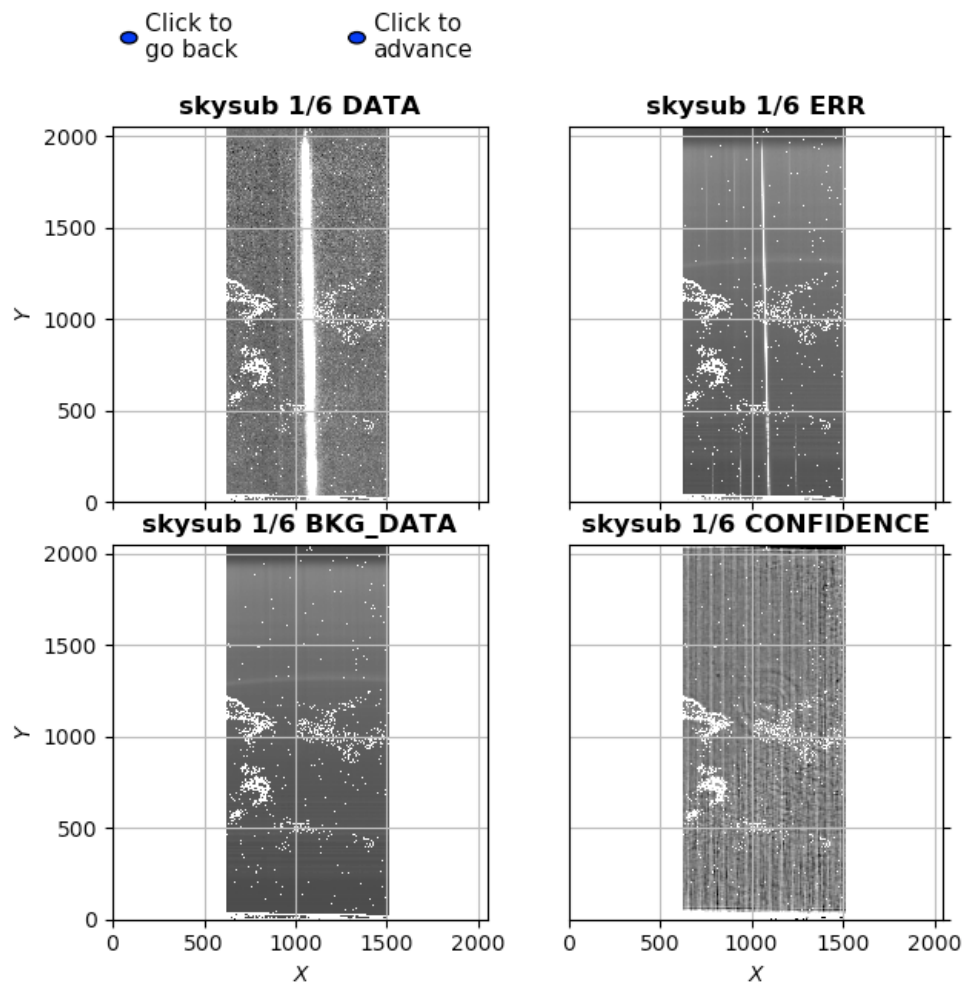 Click to
go back
Click to
advance
skysub 1/6 DATA
skysub 1/6 ERR
2000
1500
1000
500
0
Y
skysub 1/6 BKG_DATA
skysub 1/6 CONFIDENCE
2000
1500
1000
500
0
Y
0 500 1000 1500 2000
0 500 1000 1500 2000
X
X